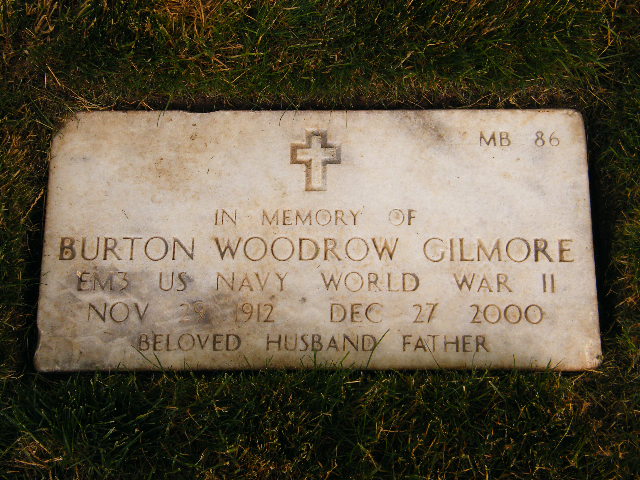 MB 86
IN MEMORY OF
BURTON WOODROW GILMORE
EM3 US NAVY WORLD WAR II
NOV 29 1912 DEC 27 2000
BELOVED HUSBAND FATHER